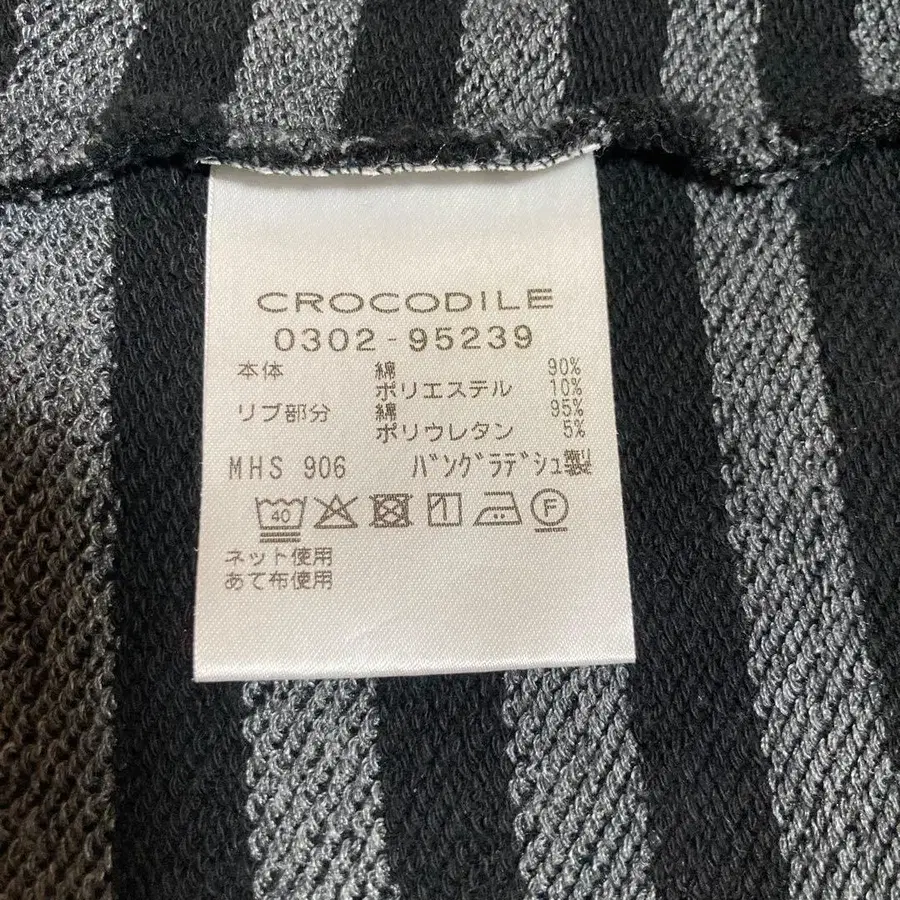 CROCODILE
0302-95239
本体 綿 90%
ポリエステル 10%
リブ部分 綿 95%
ポリウレタン 5%
MHS 906 バングラデシュ製
40 F
ネット使用
あて布使用